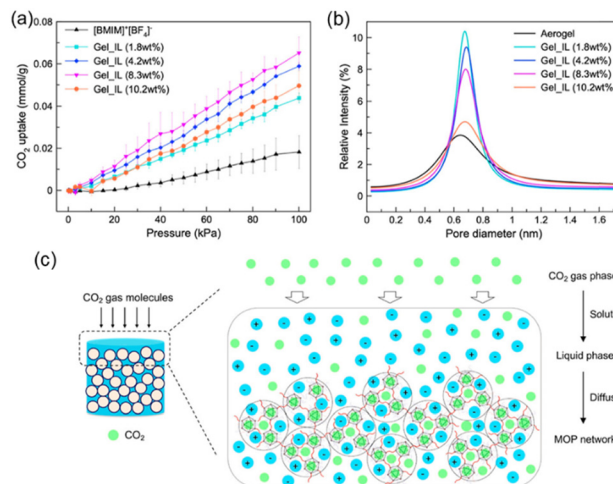 (a)
[BMIM]⁺[BF₄]⁻
Gel_IL (1.8wt%)
Gel_IL (4.2wt%)
Gel_IL (8.3wt%)
Gel_IL (10.2wt%)
CO₂ uptake (mmol/g)
0.08
0.06
0.04
0.02
0.00
0
20
40
60
80
100
Pressure (kPa)
(b)
Aerogel
Gel_IL (1.8wt%)
Gel_IL (4.2wt%)
Gel_IL (8.3wt%)
Gel_IL (10.2wt%)
Relative Intensity (%)
12
10
8
6
4
2
0
0
0.2
0.4
0.6
0.8
1
1.2
1.4
1.6
Pore diameter (nm)
(c)
CO₂ gas molecules
CO₂
CO₂ gas phase
Solut
Liquid phase
Diffus
MOP network